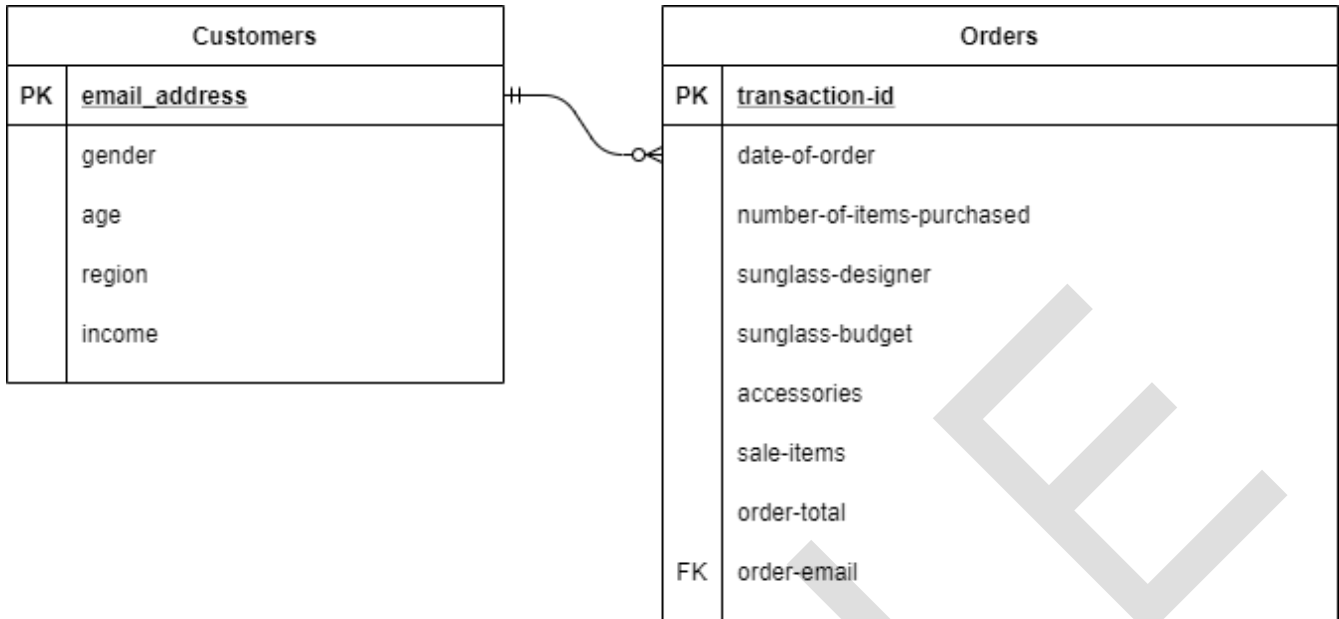 Customers
PK email_address
gender
age
region
income
Orders
PK transaction-id
date-of-order
number-of-items-purchased
sunglass-designer
sunglass-budget
accessories
sale-items
order-total
FK order-email